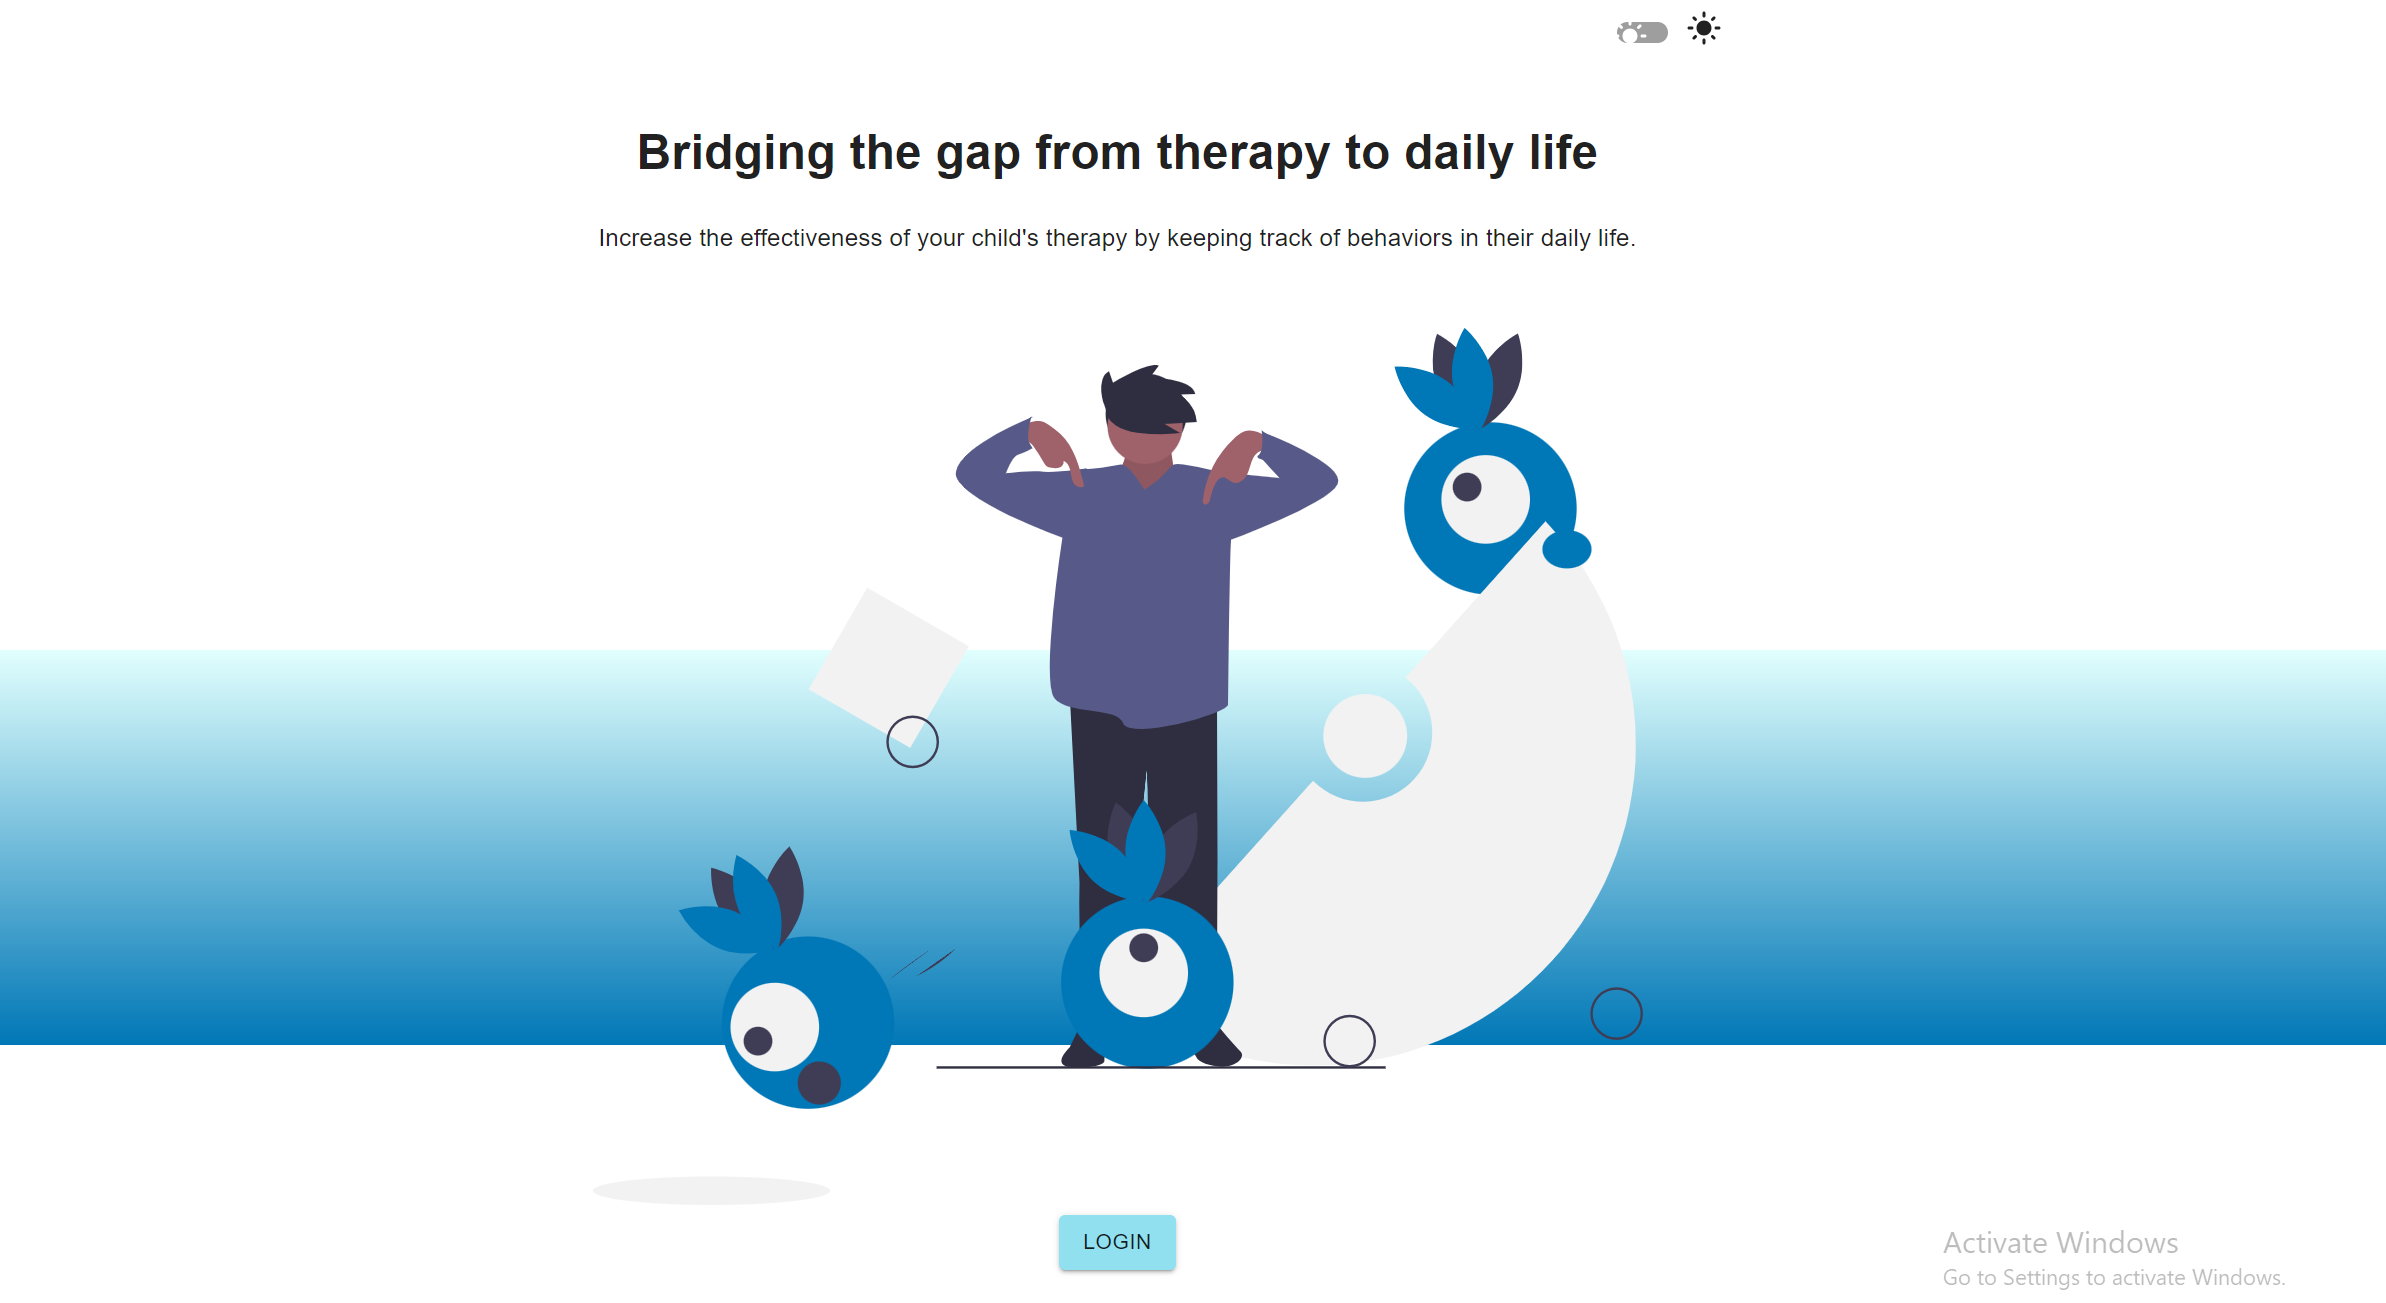 Bridging the gap from therapy to daily life
Increase the effectiveness of your child's therapy by keeping track of behaviors in their daily life.
LOGIN
Activate Windows
Go to Settings to activate Windows.